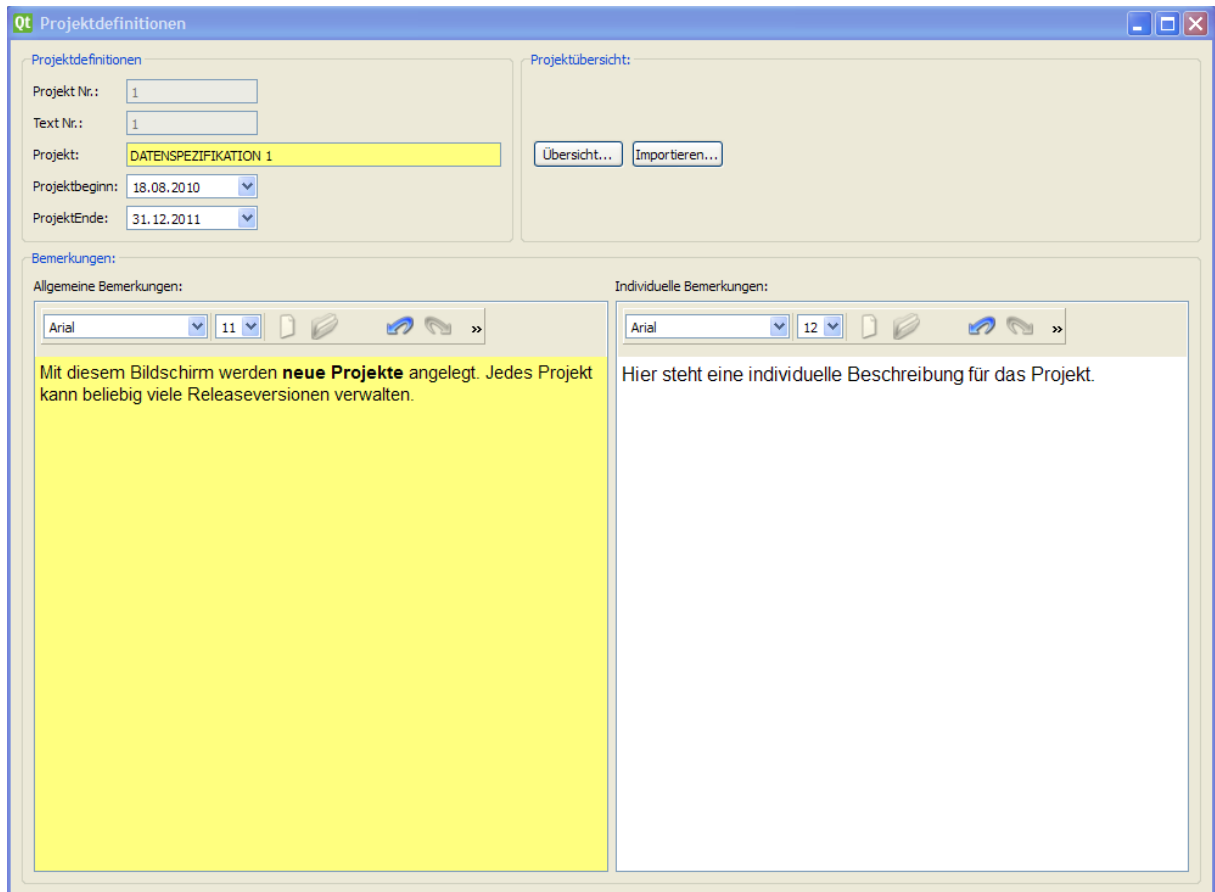 Qt Projektdefinitionen
Projektdefinitionen
Projekt Nr.: 1
Text Nr.: 1
Projekt: DATENSPEZIFIKATION 1
Projektbeginn: 18.08.2010
ProjektEnde: 31.12.2011
Projektübersicht:
Übersicht... Importieren...
Bemerkungen:
Allgemeine Bemerkungen:
Arial 11 »
Mit diesem Bildschirm werden neue Projekte angelegt. Jedes Projekt
kann beliebig viele Releaseversionen verwalten.
Individuelle Bemerkungen:
Arial 12 »
Hier steht eine individuelle Beschreibung für das Projekt.